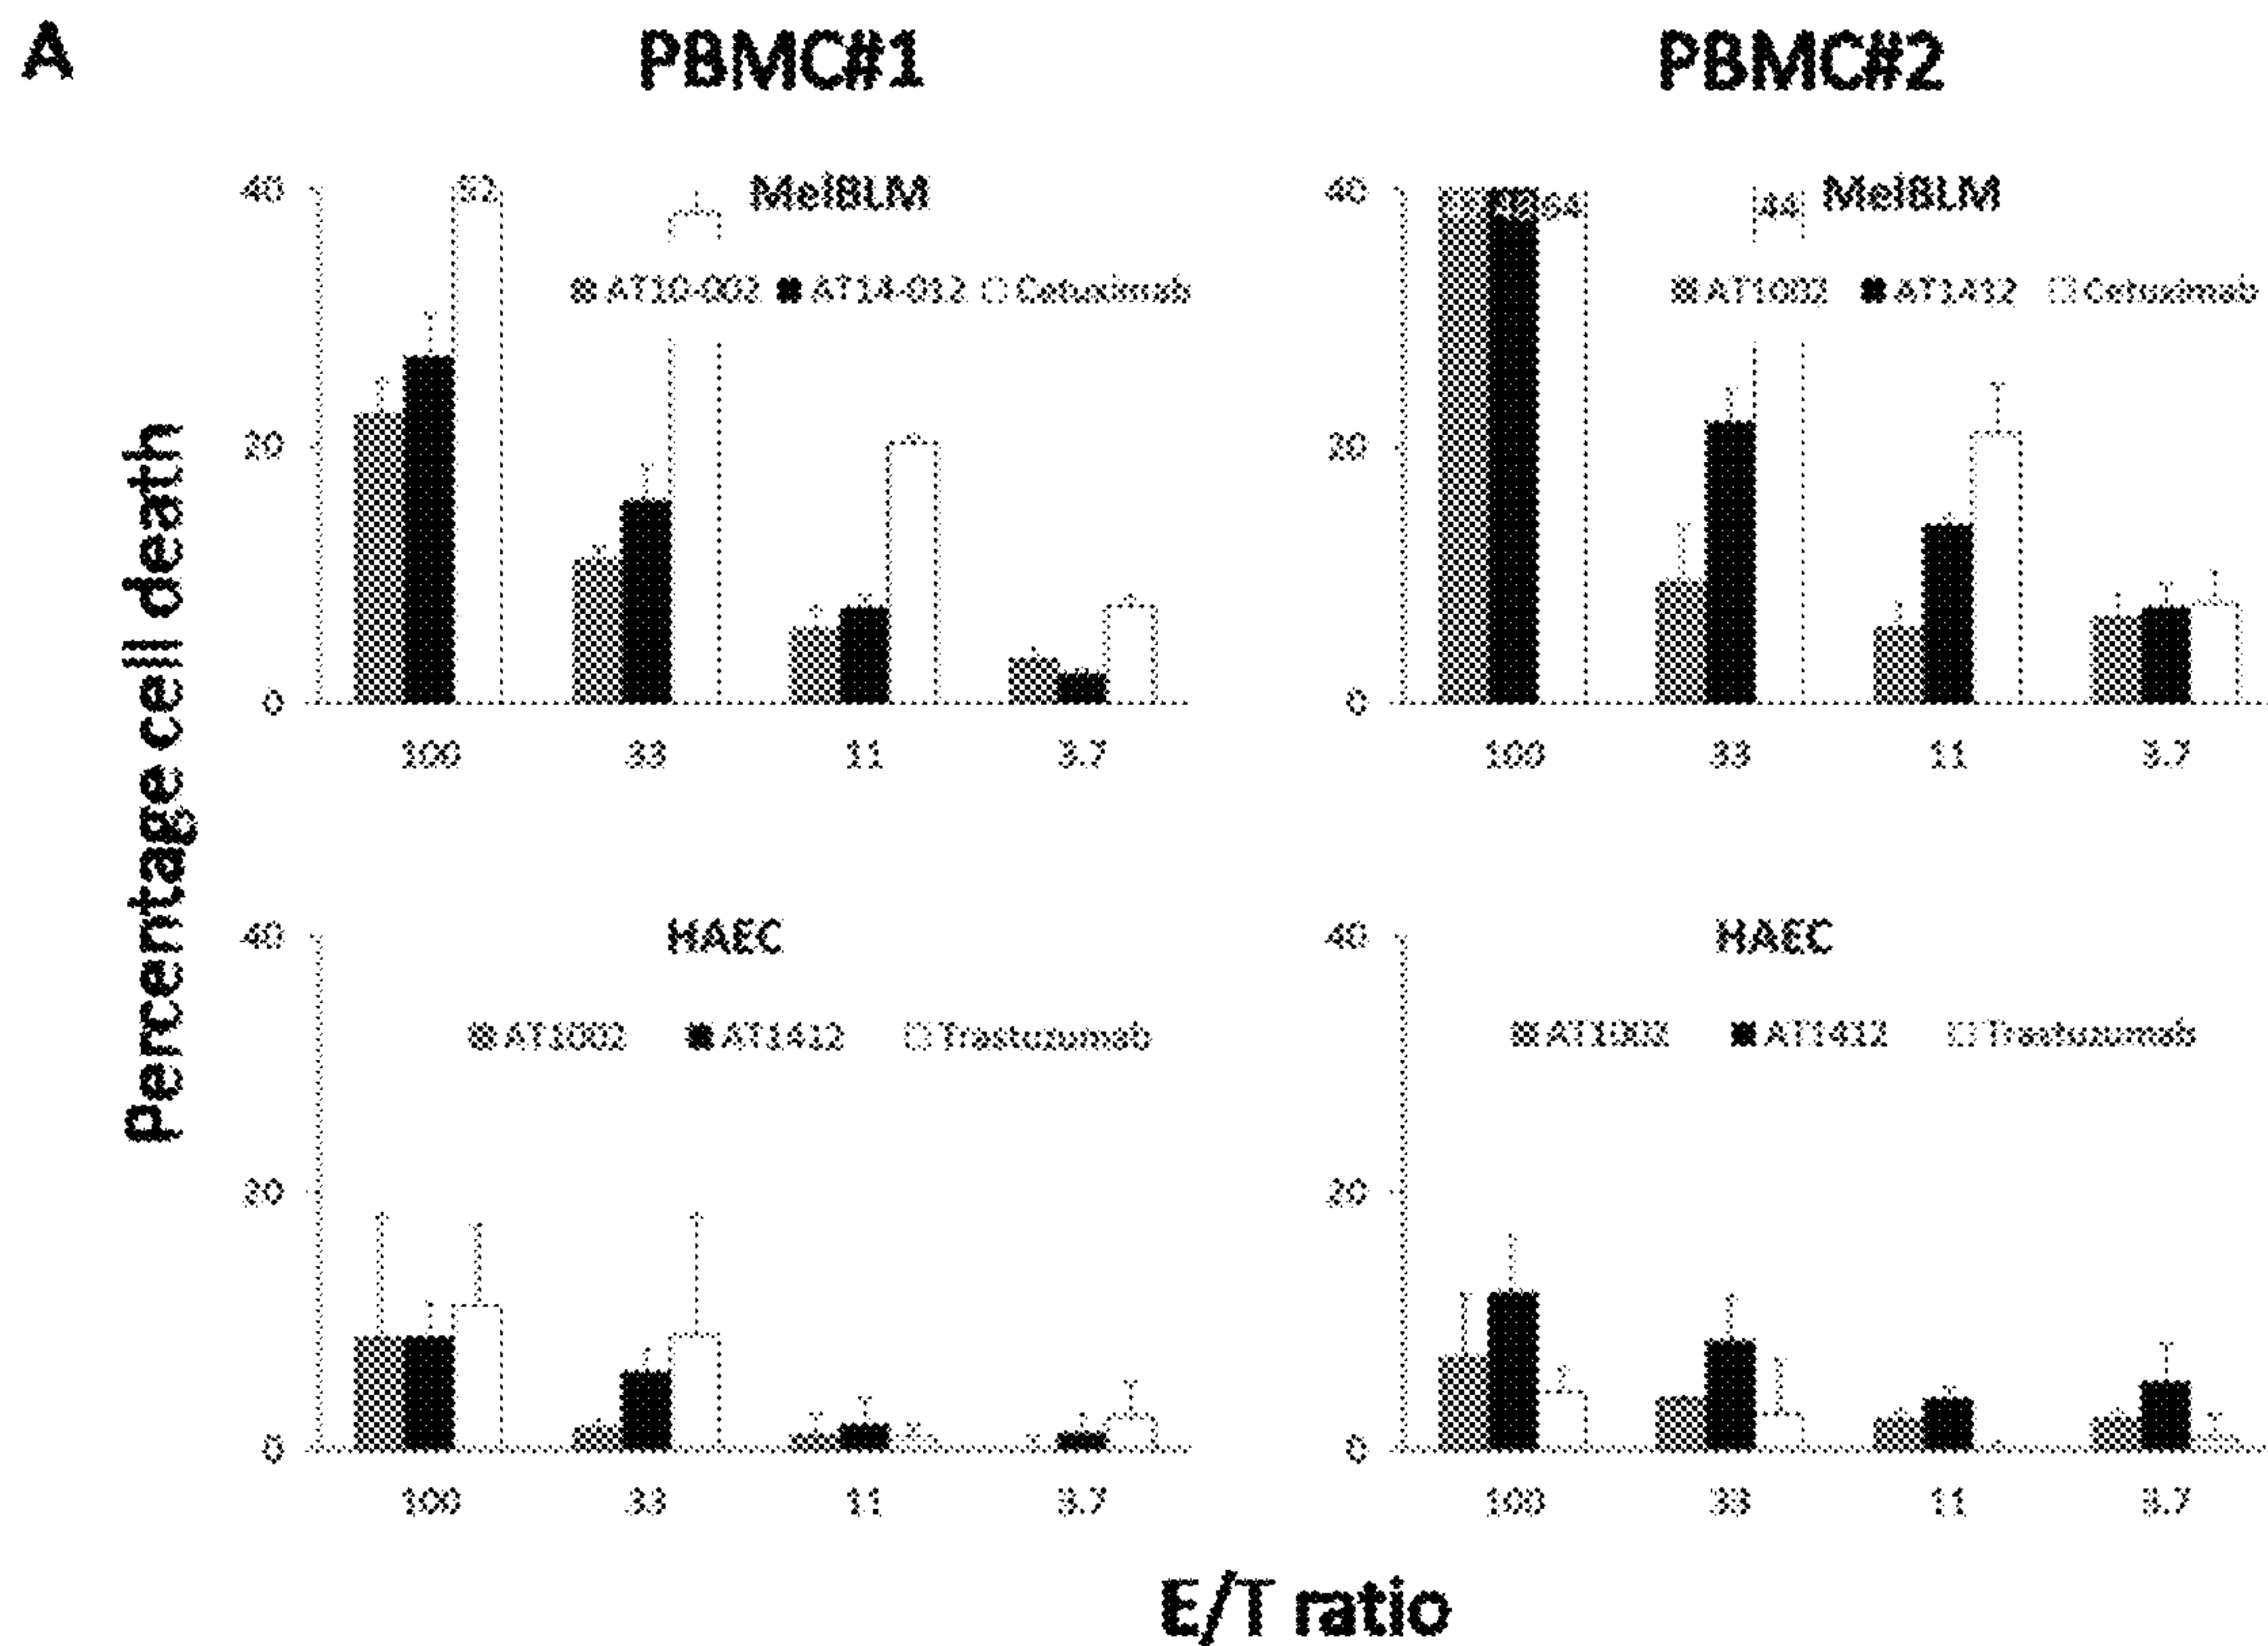 A
PBMC#1
PBMC#2
Percentage cell death
MelBLM
AT10-002 AT14-012 Cetuximab
40
20
0
100 33 11 3.7
MelBLM
64
44
AT1002 AT1412 Cetuximab
40
20
0
100 33 11 3.7
HAEC
AT1002 AT1412 Trastuzumab
40
20
0
100 33 11 3.7
HAEC
AT1002 AT1412 Trastuzumab
40
20
0
100 33 11 3.7
E/T ratio